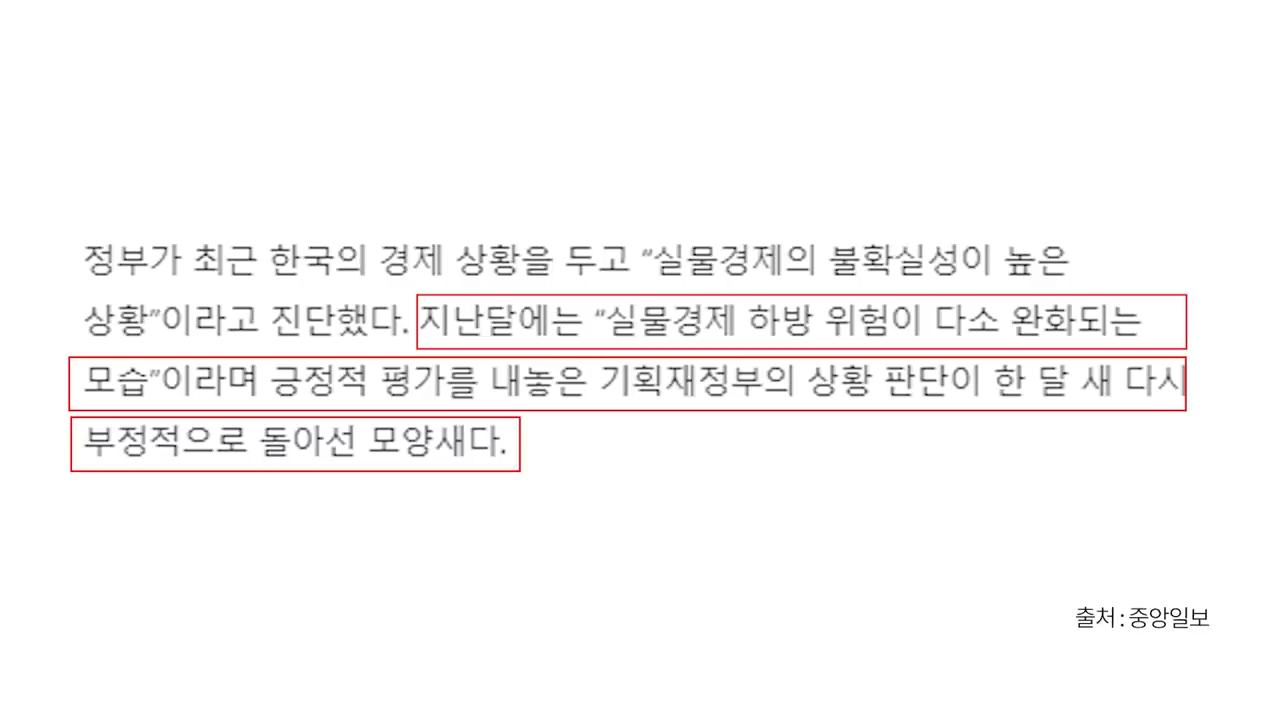 정부가 최근 한국의 경제 상황을 두고 “실물경제의 불확실성이 높은
상황”이라고 진단했다. 지난달에는 “실물경제 하방 위험이 다소 완화되는
모습”이라며 긍정적 평가를 내놓은 기획재정부의 상황 판단이 한 달 새 다시
부정적으로 돌아선 모양새다.
출처 : 중앙일보